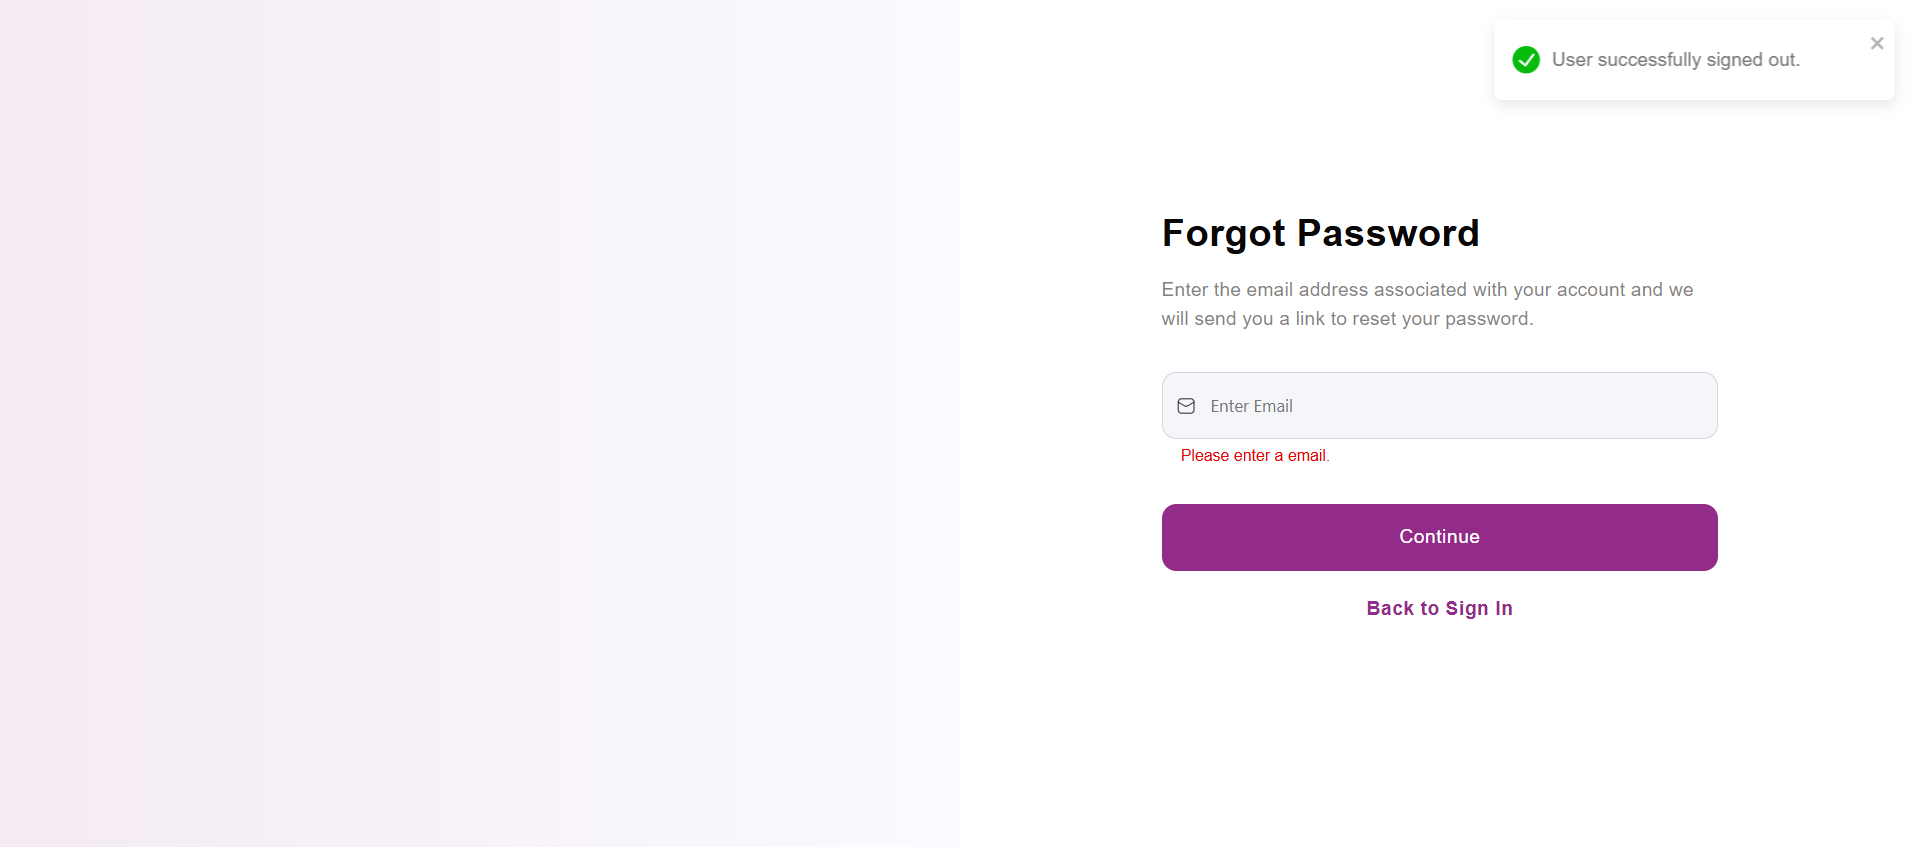 User successfully signed out.
Forgot Password
Enter the email address associated with your account and we
will send you a link to reset your password.
Enter Email
Please enter a email.
Continue
Back to Sign In